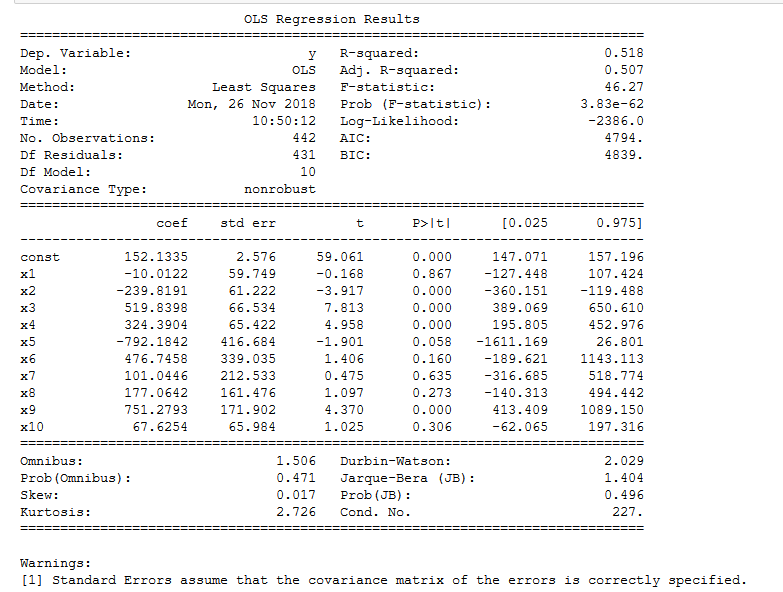 OLS Regression Results
==============================================================================
Dep. Variable:                      y   R-squared:                       0.518
Model:                            OLS   Adj. R-squared:                  0.507
Method:                 Least Squares   F-statistic:                     46.27
Date:                Mon, 26 Nov 2018   Prob (F-statistic):           3.83e-62
Time:                        10:50:12   Log-Likelihood:                -2386.0
No. Observations:                 442   AIC:                             4794.
Df Residuals:                     431   BIC:                             4839.
Df Model:                          10
Covariance Type:            nonrobust
==============================================================================
                 coef    std err          t      P>|t|      [0.025      0.975]
------------------------------------------------------------------------------
const        152.1335      2.576     59.061      0.000     147.071     157.196
x1           -10.0122     59.749     -0.168      0.867    -127.448     107.424
x2          -239.8191     61.222     -3.917      0.000    -360.151    -119.488
x3           519.8398     66.534      7.813      0.000     389.069     650.610
x4           324.3904     65.422      4.958      0.000     195.805     452.976
x5          -792.1842    416.684     -1.901      0.058   -1611.169      26.801
x6           476.7458    339.035      1.406      0.160    -189.621    1143.113
x7           101.0446    212.533      0.475      0.635    -316.685     518.774
x8           177.0642    161.476      1.097      0.273    -140.313     494.442
x9           751.2793    171.902      4.370      0.000     413.409    1089.150
x10           67.6254     65.984      1.025      0.306     -62.065     197.316
==============================================================================
Omnibus:                        1.506   Durbin-Watson:                   2.029
Prob(Omnibus):                  0.471   Jarque-Bera (JB):                1.404
Skew:                           0.017   Prob(JB):                        0.496
Kurtosis:                       2.726   Cond. No.                         227.
==============================================================================
Warnings:
[1] Standard Errors assume that the covariance matrix of the errors is correctly specified.